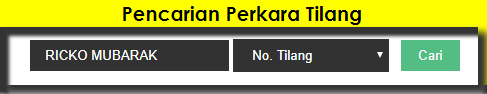 Pencarian Perkara Tilang
RICKO MUBARAK No. Tilang Cari